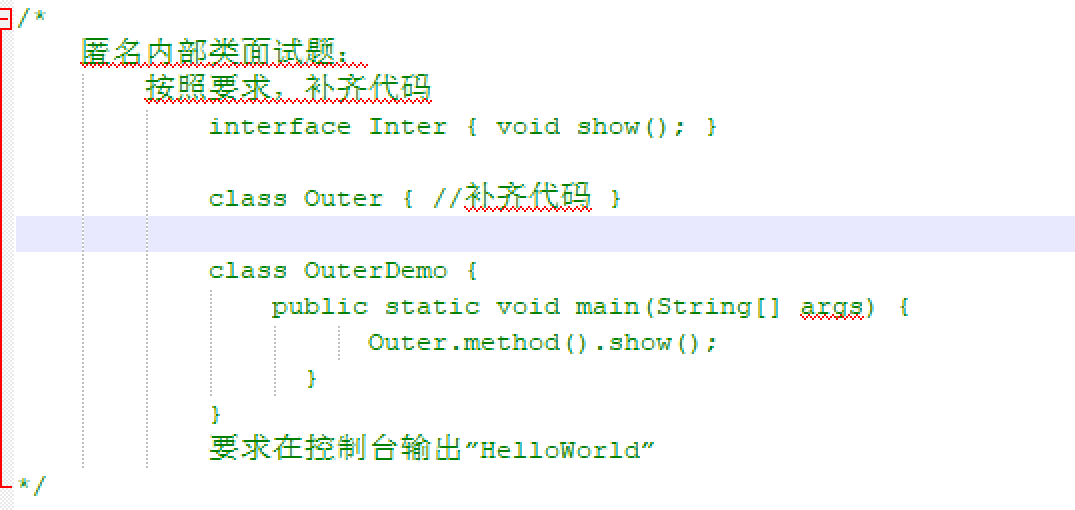 /*
匿名内部类面试题：
按照要求，补齐代码
interface Inter { void show(); }
class Outer { //补齐代码 }
class OuterDemo {
public static void main(String[] args) {
Outer.method().show();
}
}
要求在控制台输出”HelloWorld”
*/